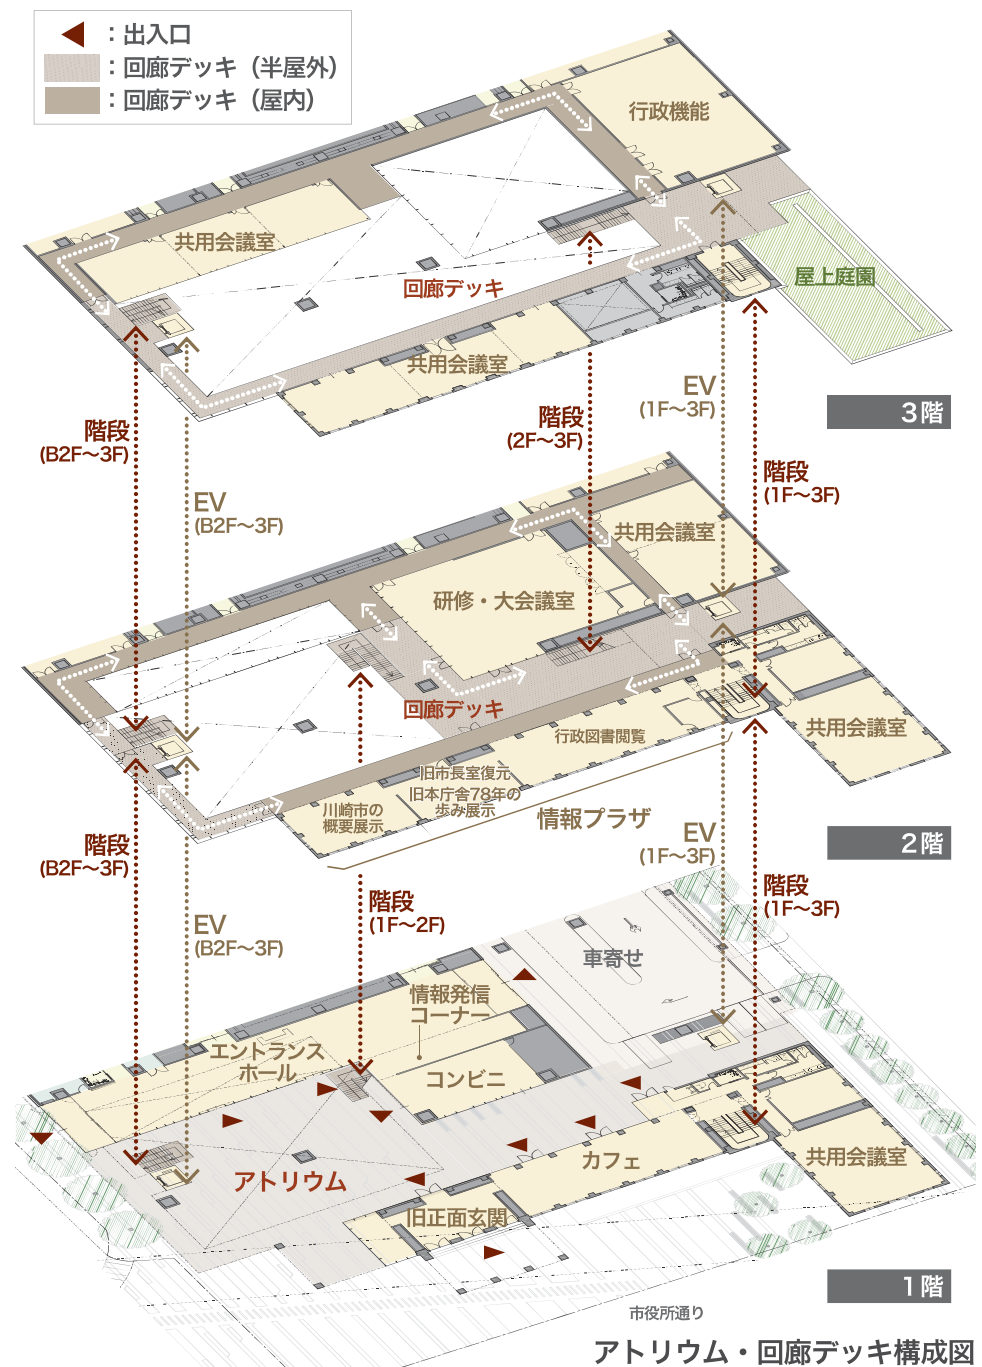 ：出入口
：回廊デッキ（半屋外）
：回廊デッキ（屋内）
行政機能
共用会議室
屋上庭園
回廊デッキ
共用会議室
EV
(1F〜3F)
3階
階段
(B2F〜3F)
階段
(2F〜3F)
階段
(1F〜3F)
EV
(B2F〜3F)
共用会議室
研修・大会議室
回廊デッキ
共用会議室
行政図書閲覧
旧市長室復元
旧本庁舎78年の
歩み展示
川崎市の
概要展示
情報プラザ
EV
(1F〜3F)
2階
階段
(B2F〜3F)
階段
(1F〜2F)
階段
(1F〜3F)
EV
(B2F〜3F)
車寄せ
情報発信
コーナー
エントランス
ホール
コンビニ
カフェ
共用会議室
アトリウム
旧正面玄関
1階
市役所通り
アトリウム・回廊デッキ構成図